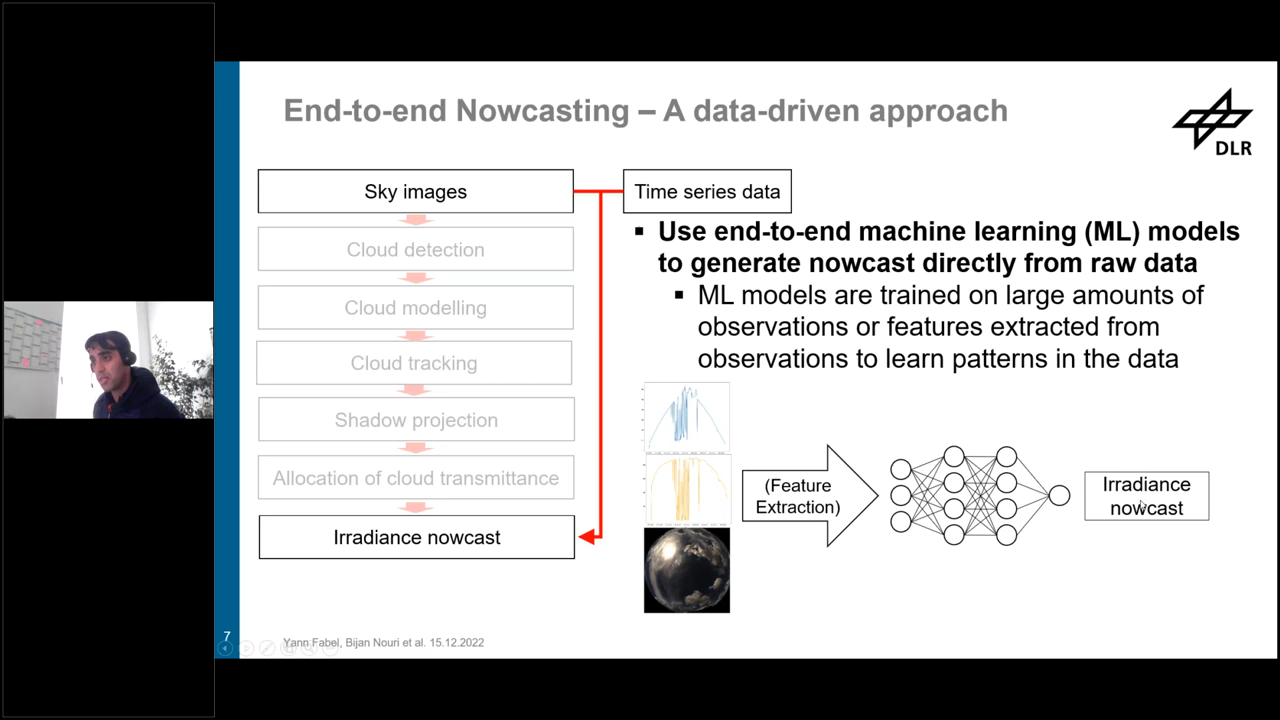 End-to-end Nowcasting – A data-driven approach
DLR
Sky images
Time series data
Cloud detection
Cloud modelling
Cloud tracking
Shadow projection
Allocation of cloud transmittance
Irradiance nowcast
▪ Use end-to-end machine learning (ML) models
to generate nowcast directly from raw data
▪ ML models are trained on large amounts of
observations or features extracted from
observations to learn patterns in the data
(Feature
Extraction)
Irradiance
nowcast
7
Yann Fabel, Bijan Nouri et al. 15.12.2022